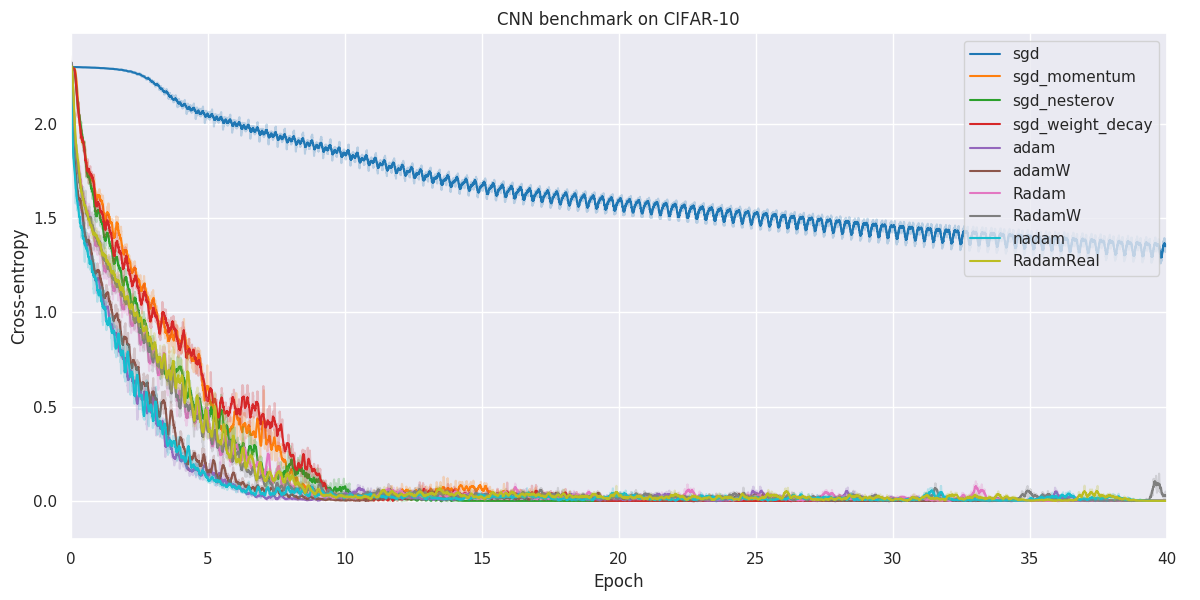 CNN benchmark on CIFAR-10
sgd
sgd_momentum
sgd_nesterov
sgd_weight_decay
adam
adamW
Radam
RadamW
nadam
RadamReal
Cross-entropy
2.0
1.5
1.0
0.5
0.0
0 5 10 15 20 25 30 35 40
Epoch